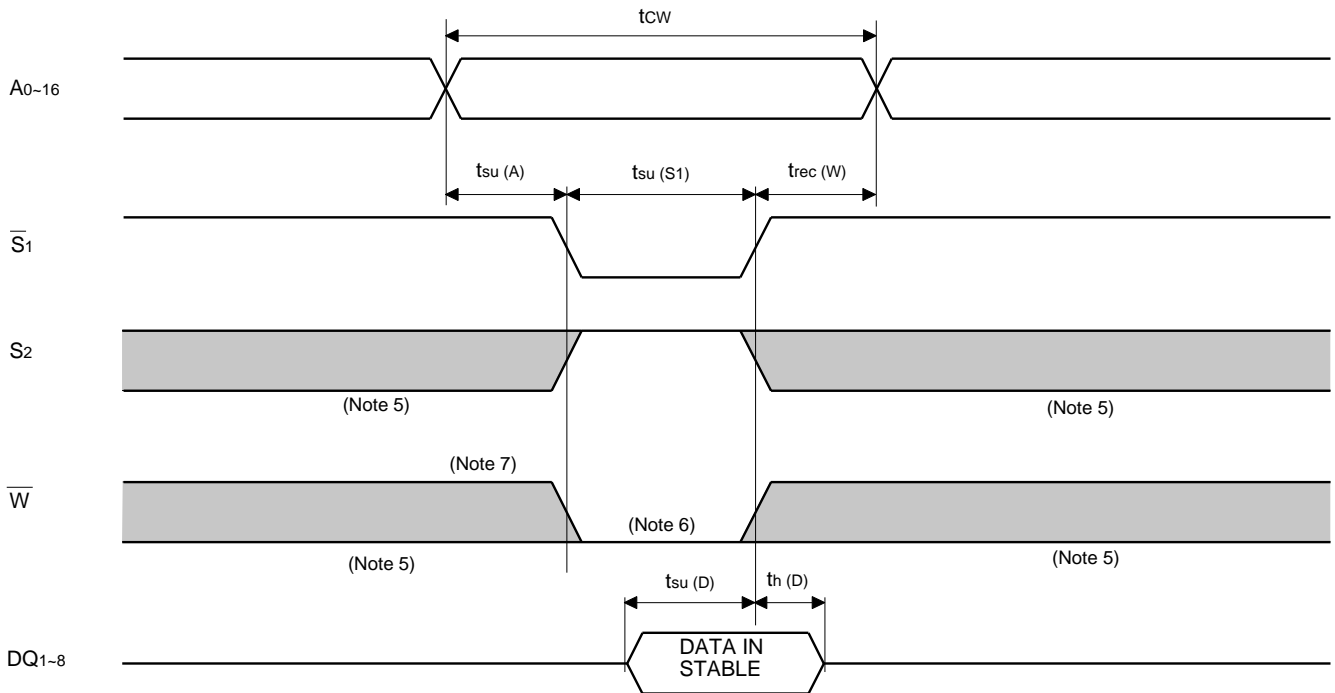 tCW
A0~16
tsu (A)
tsu (S1)
trec (W)
S̅1
S2
(Note 5)
(Note 5)
(Note 7)
W̅
(Note 6)
(Note 5)
(Note 5)
tsu (D)
th (D)
DQ1~8
DATA IN
STABLE